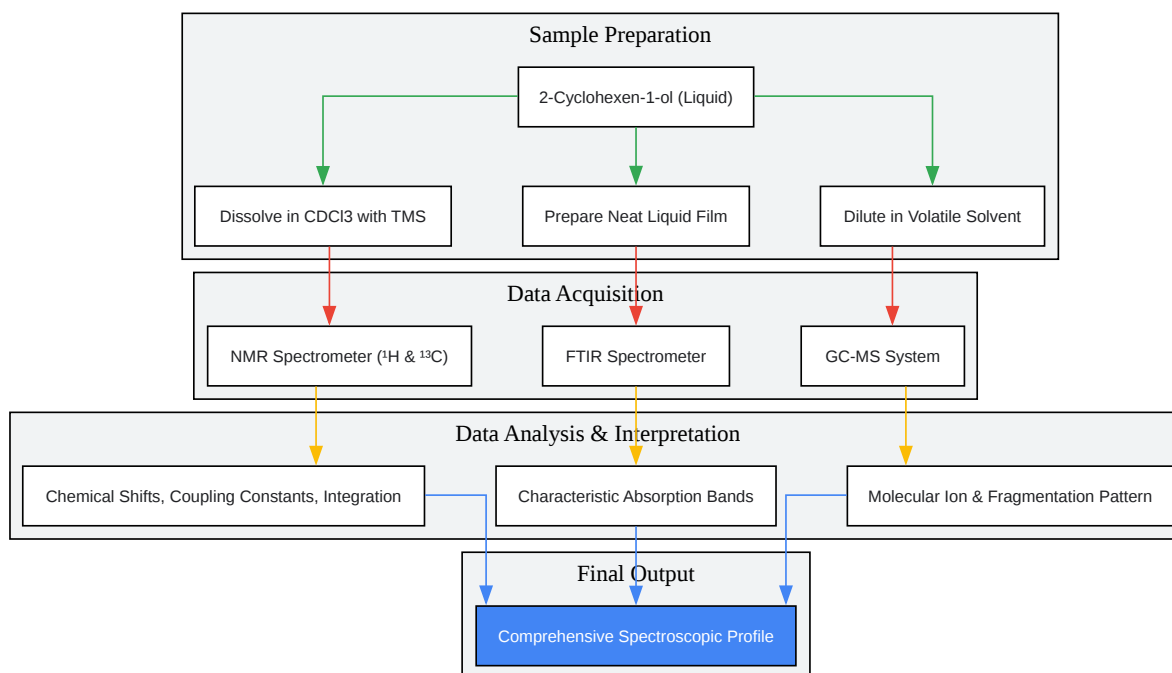 Sample Preparation
2-Cyclohexen-1-ol (Liquid)
Dissolve in CDCl3 with TMS
Prepare Neat Liquid Film
Dilute in Volatile Solvent
Data Acquisition
NMR Spectrometer (¹H & ¹³C)
FTIR Spectrometer
GC-MS System
Data Analysis & Interpretation
Chemical Shifts, Coupling Constants, Integration
Characteristic Absorption Bands
Molecular Ion & Fragmentation Pattern
Final Output
Comprehensive Spectroscopic Profile